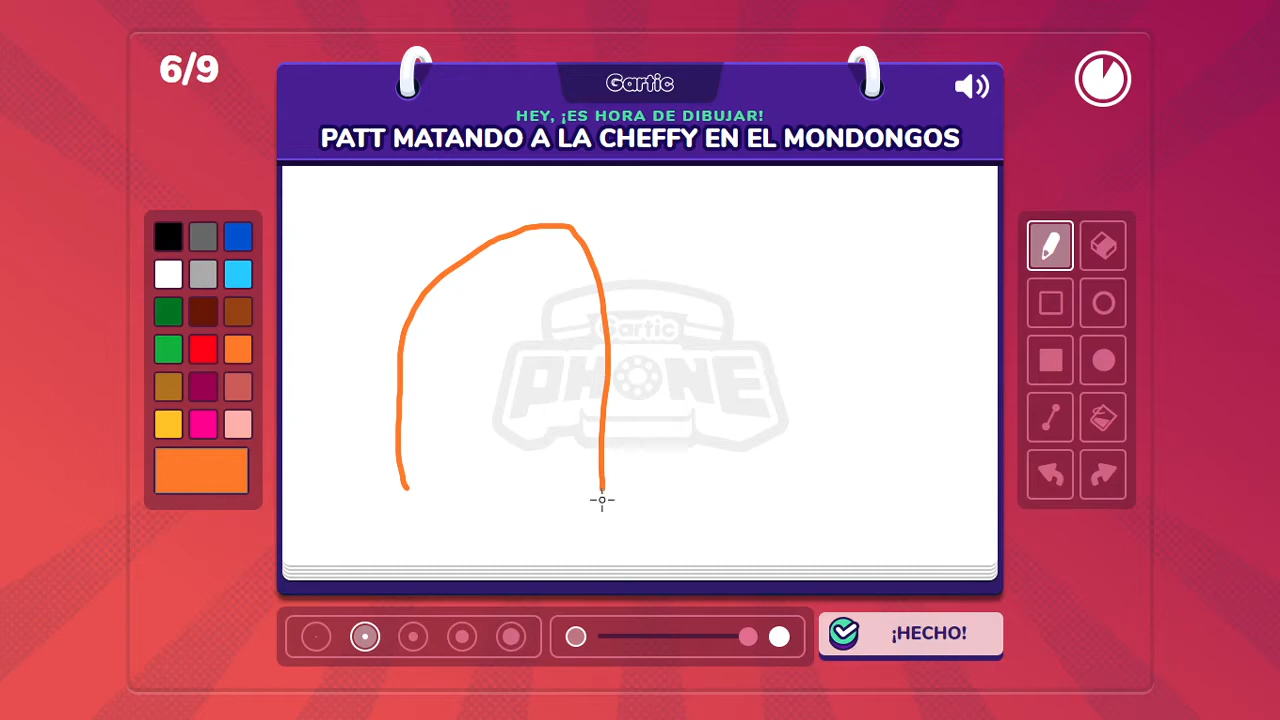 6/9
Gartic
HEY, ¡ES HORA DE DIBUJAR!
PATT MATANDO A LA CHEFFY EN EL MONDONGOS
Gartic
PHONE
¡HECHO!